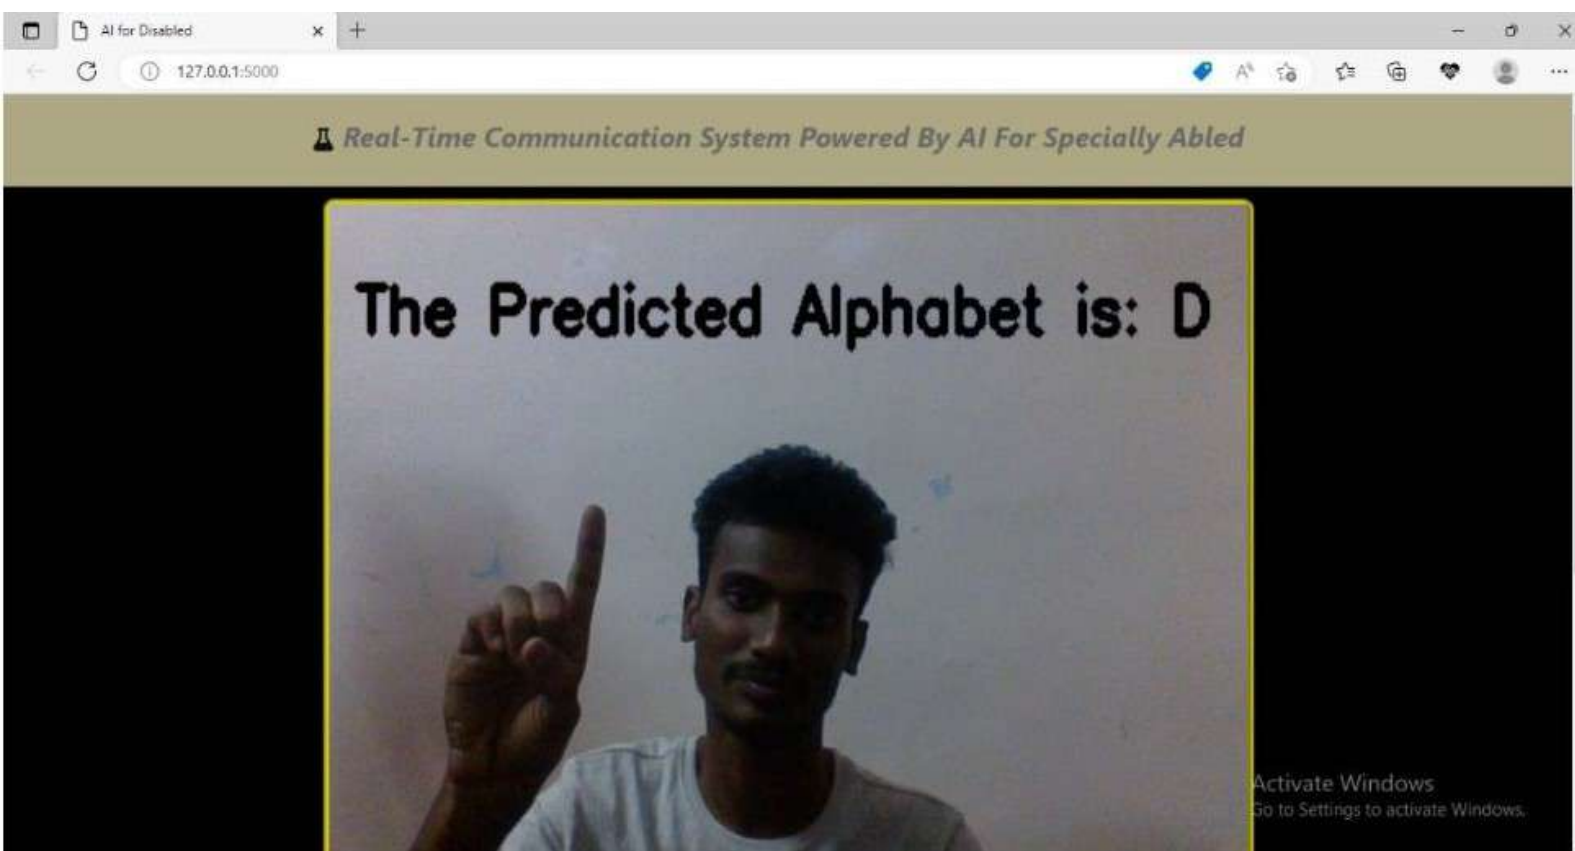 AI for Disabled
127.0.0.1:5000
Real-Time Communication System Powered By AI For Specially Abled
The Predicted Alphabet is: D
Activate Windows
Go to Settings to activate Windows.